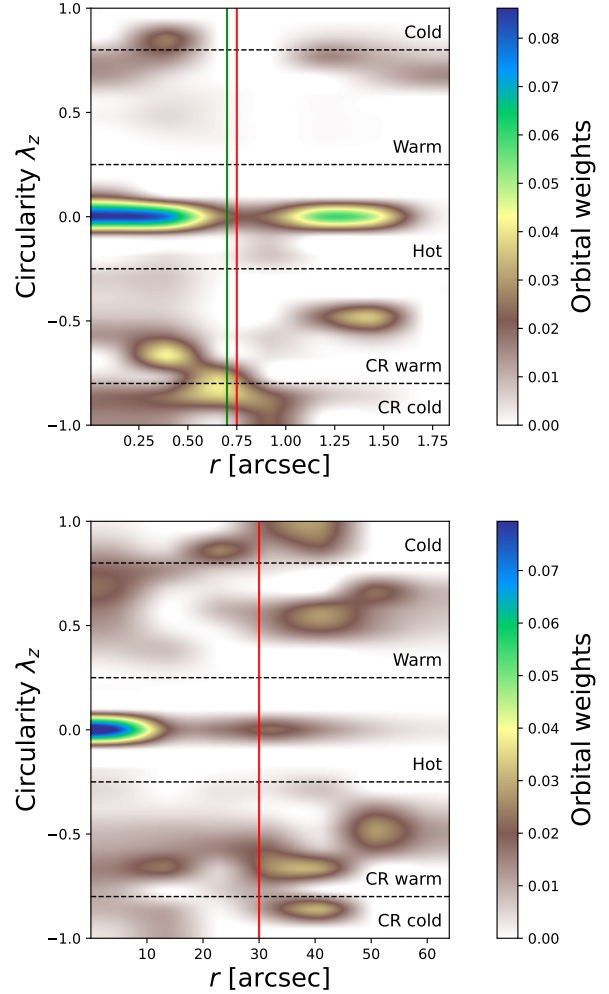 1.0
0.5
0.0
−0.5
−1.0
Circularity λz
Cold
Warm
Hot
CR warm
CR cold
0.25 0.50 0.75 1.00 1.25 1.50 1.75
r [arcsec]
0.08
0.07
0.06
0.05
0.04
0.03
0.02
0.01
0.00
Orbital weights
1.0
0.5
0.0
−0.5
−1.0
Circularity λz
Cold
Warm
Hot
CR warm
CR cold
10 20 30 40 50 60
r [arcsec]
0.07
0.06
0.05
0.04
0.03
0.02
0.01
0.00
Orbital weights